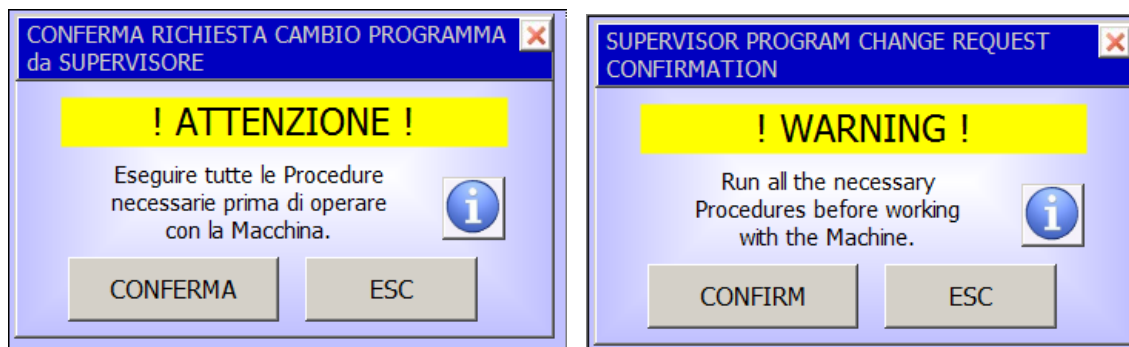 CONFERMA RICHIESTA CAMBIO PROGRAMMA
da SUPERVISORE
! ATTENZIONE !
Eseguire tutte le Procedure
necessarie prima di operare
con la Macchina.
CONFERMA
ESC
SUPERVISOR PROGRAM CHANGE REQUEST
CONFIRMATION
! WARNING !
Run all the necessary
Procedures before working
with the Machine.
CONFIRM
ESC